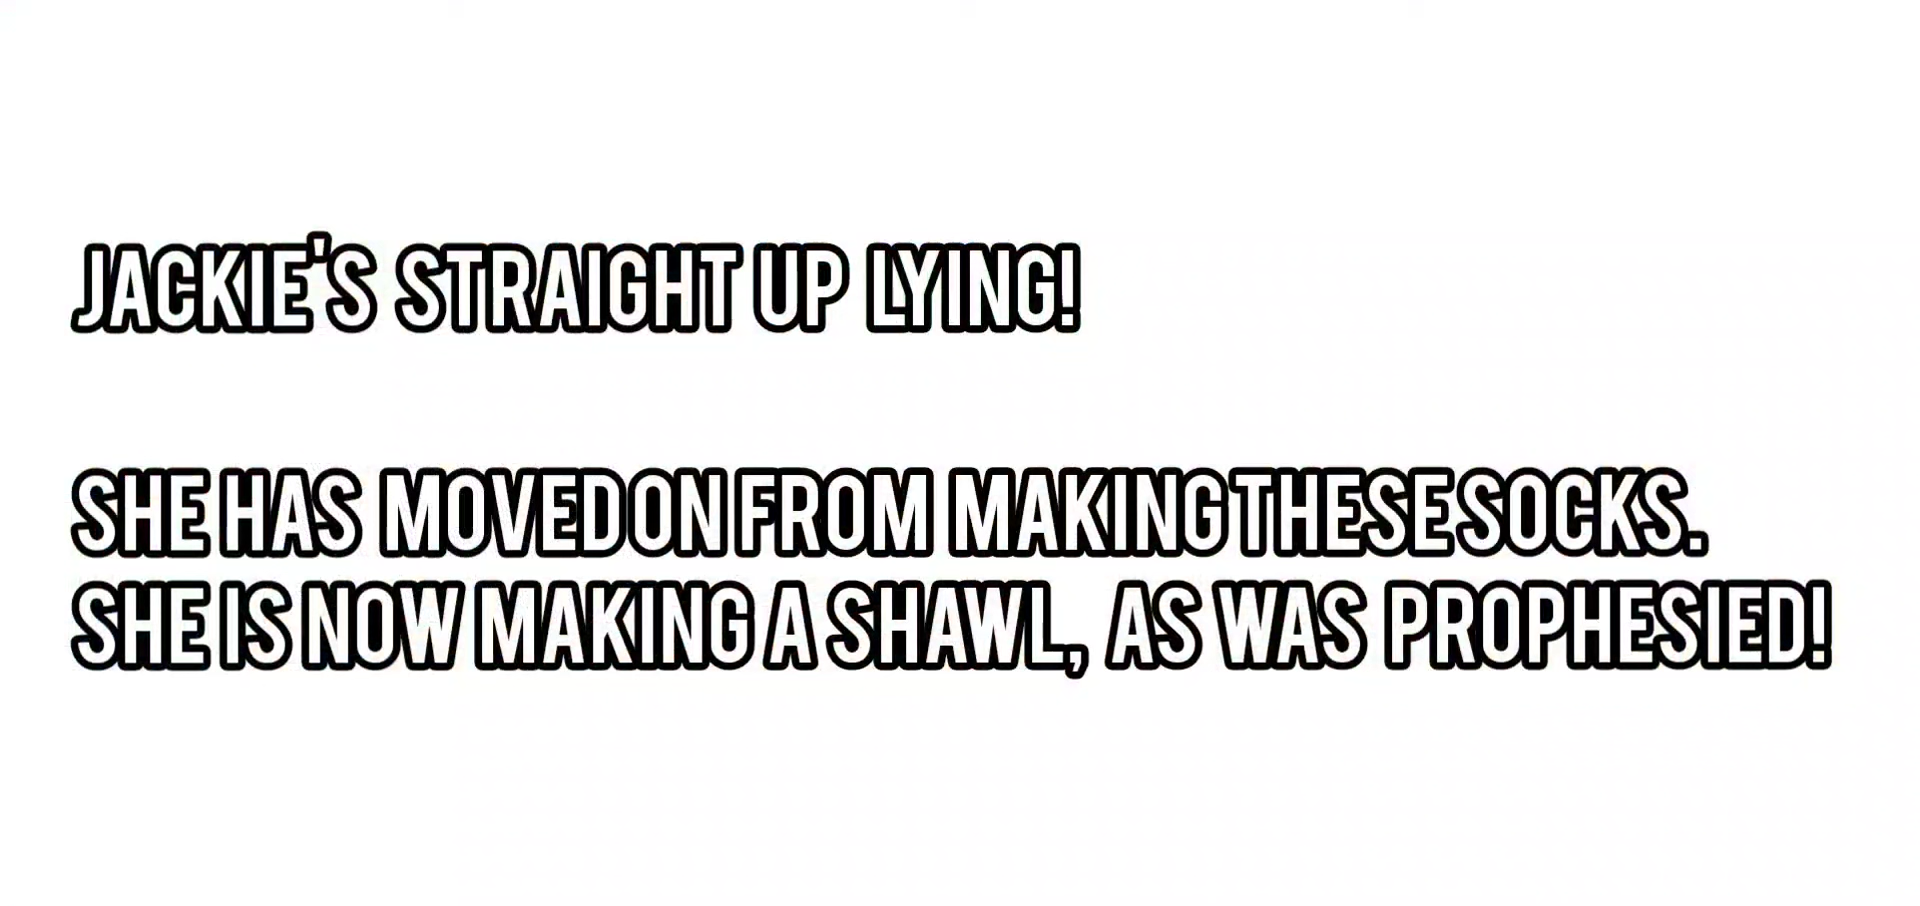 JACKIE'S STRAIGHT UP LYING!
SHE HAS MOVED ON FROM MAKING THESE SOCKS.
SHE IS NOW MAKING A SHAWL, AS WAS PROPHESIED!